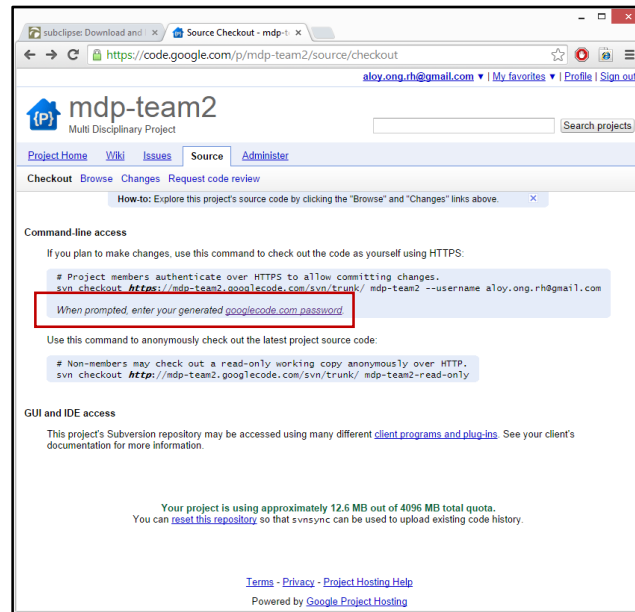 subclipse: Download and
Source Checkout - mdp-t
https://code.google.com/p/mdp-team2/source/checkout
aloy.ong.rh@gmail.com ▼ | My favorites ▼ | Profile | Sign out
{P}
mdp-team2
Multi Disciplinary Project
Search projects
Project Home Wiki Issues Source Administer
Checkout Browse Changes Request code review
How-to: Explore this project's source code by clicking the "Browse" and "Changes" links above. x
Command-line access
If you plan to make changes, use this command to check out the code as yourself using HTTPS:
# Project members authenticate over HTTPS to allow committing changes.
svn checkout https://mdp-team2.googlecode.com/svn/trunk/ mdp-team2 --username aloy.ong.rh@gmail.com
When prompted, enter your generated googlecode.com password.
Use this command to anonymously check out the latest project source code:
# Non-members may check out a read-only working copy anonymously over HTTP.
svn checkout http://mdp-team2.googlecode.com/svn/trunk/ mdp-team2-read-only
GUI and IDE access
This project's Subversion repository may be accessed using many different client programs and plug-ins. See your client's
documentation for more information.
Your project is using approximately 12.6 MB out of 4096 MB total quota.
You can reset this repository so that svnsync can be used to upload existing code history.
Terms - Privacy - Project Hosting Help
Powered by Google Project Hosting